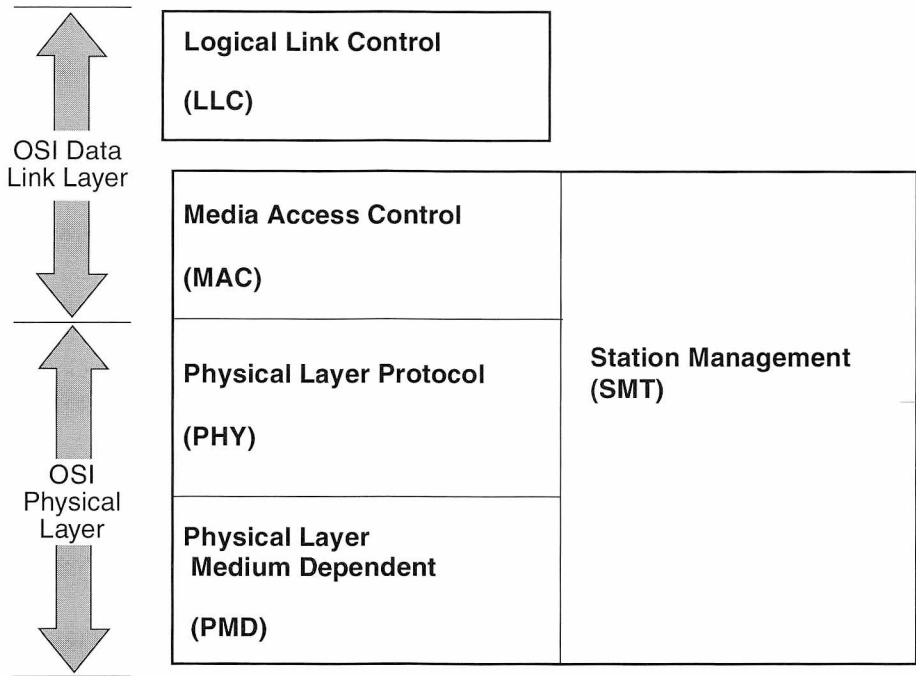 Logical Link Control
(LLC)
OSI Data
Link Layer
Media Access Control
(MAC)
Physical Layer Protocol
(PHY)
Station Management
(SMT)
OSI
Physical
Layer
Physical Layer
Medium Dependent
(PMD)